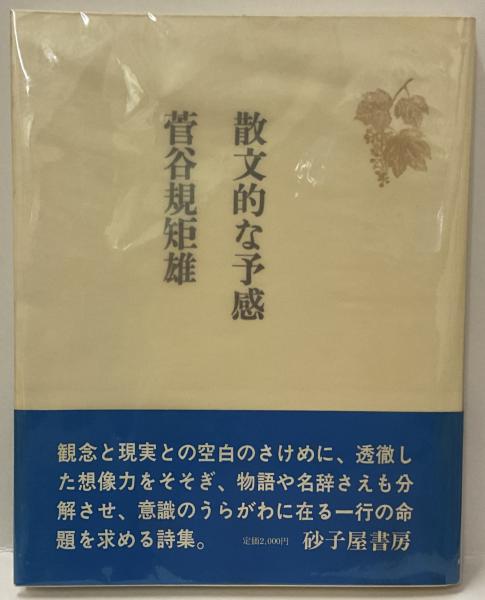 散文的な予感
菅谷規矩雄
観念と現実との空白のさけめに、透徹し
た想像力をそそぎ、物語や名辞さえも分
解させ、意識のうらがわに在る一行の命
題を求める詩集。 定価2,000円 砂子屋書房